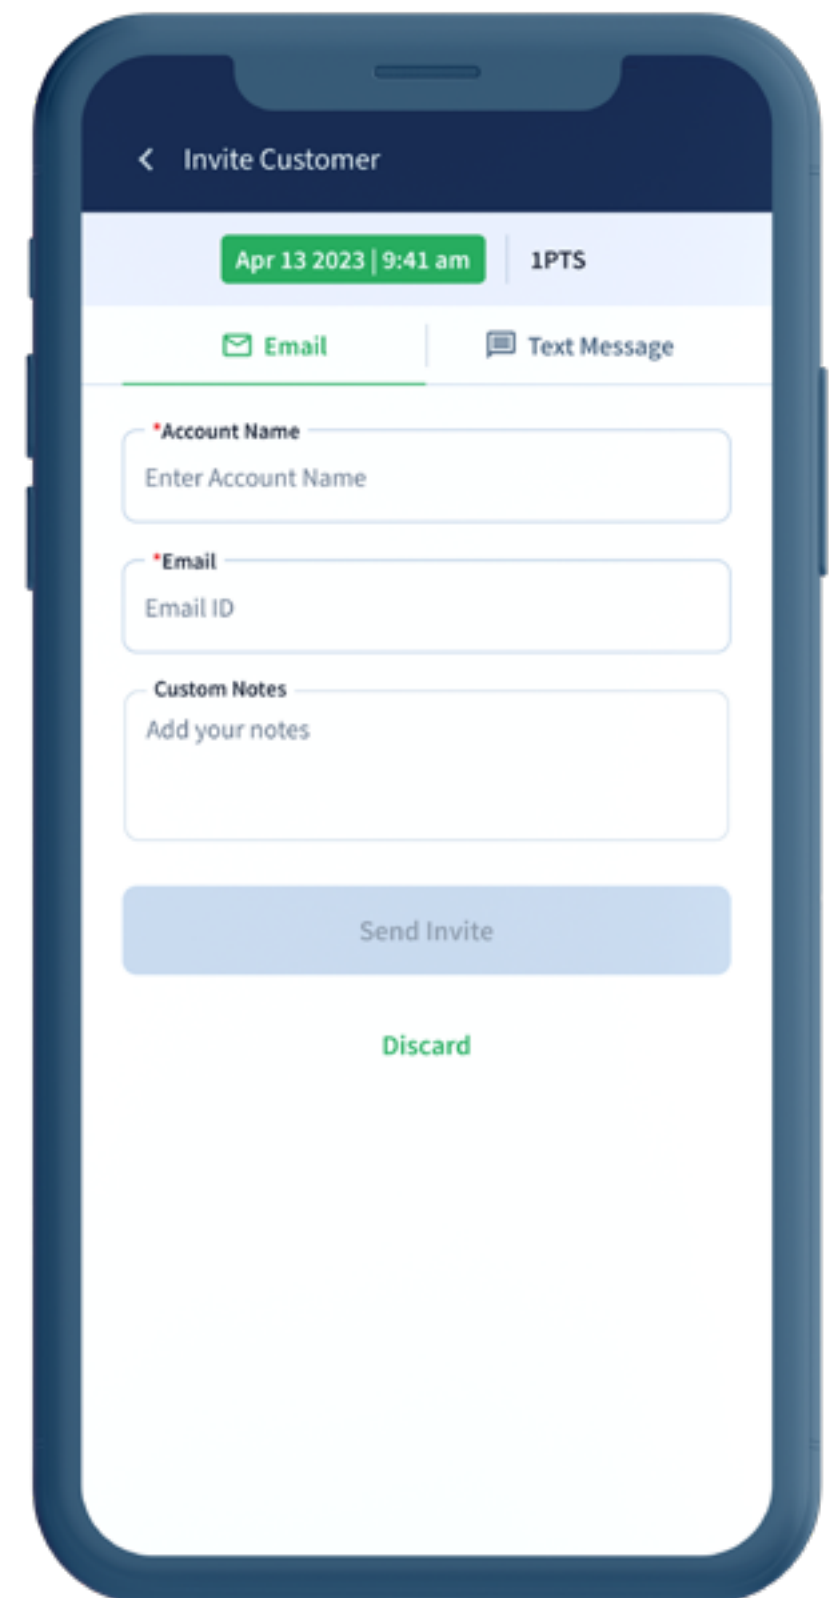 Invite Customer
Apr 13 2023 | 9:41 am 1PTS
Email Text Message
*Account Name
Enter Account Name
*Email
Email ID
Custom Notes
Add your notes
Send Invite
Discard